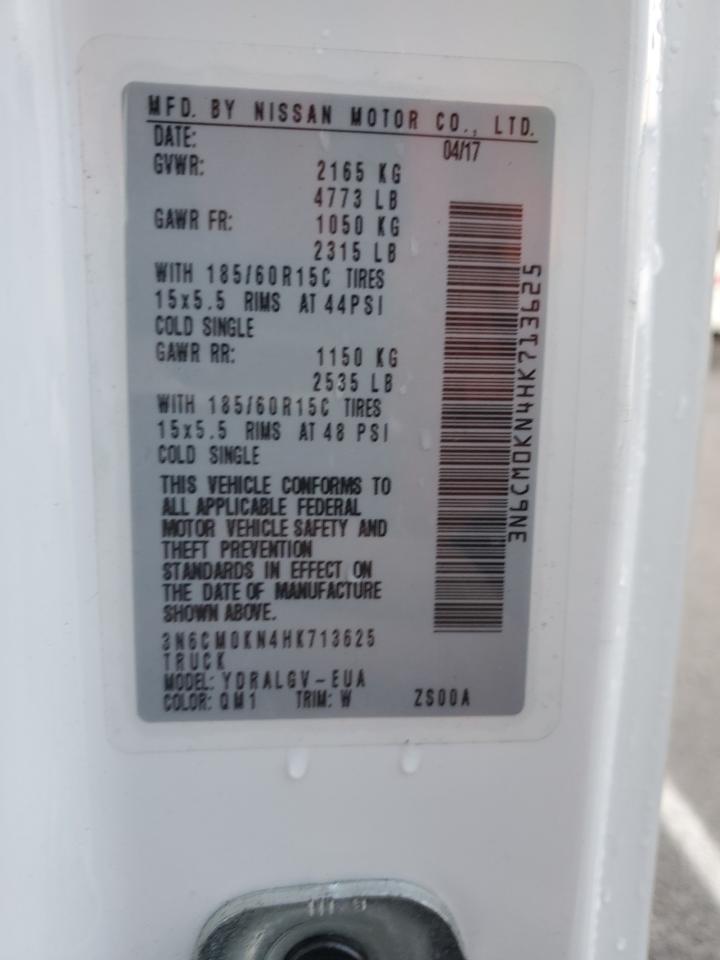 MFD. BY NISSAN MOTOR CO., LTD.
DATE: 04/17
GVWR: 2165 KG
4773 LB
GAWR FR: 1050 KG
2315 LB
WITH 185/60R15C TIRES
15x5.5 RIMS AT 44PSI
COLD SINGLE
GAWR RR: 1150 KG
2535 LB
WITH 185/60R15C TIRES
15x5.5 RIMS AT 48 PSI
COLD SINGLE
THIS VEHICLE CONFORMS TO
ALL APPLICABLE FEDERAL
MOTOR VEHICLE SAFETY AND
THEFT PREVENTION
STANDARDS IN EFFECT ON
THE DATE OF MANUFACTURE
SHOWN ABOVE.
3N6CM0KN4HK713625
TRUCK
MODEL: YDRALGV-EUA
COLOR: QM1 TRIM: W ZS00A
3N6CM0KN4HK713625